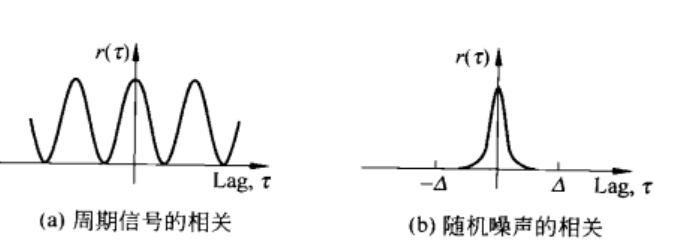 r(τ)
Lag, τ
(a) 周期信号的相关
r(τ)
−Δ
Δ
Lag, τ
(b) 随机噪声的相关